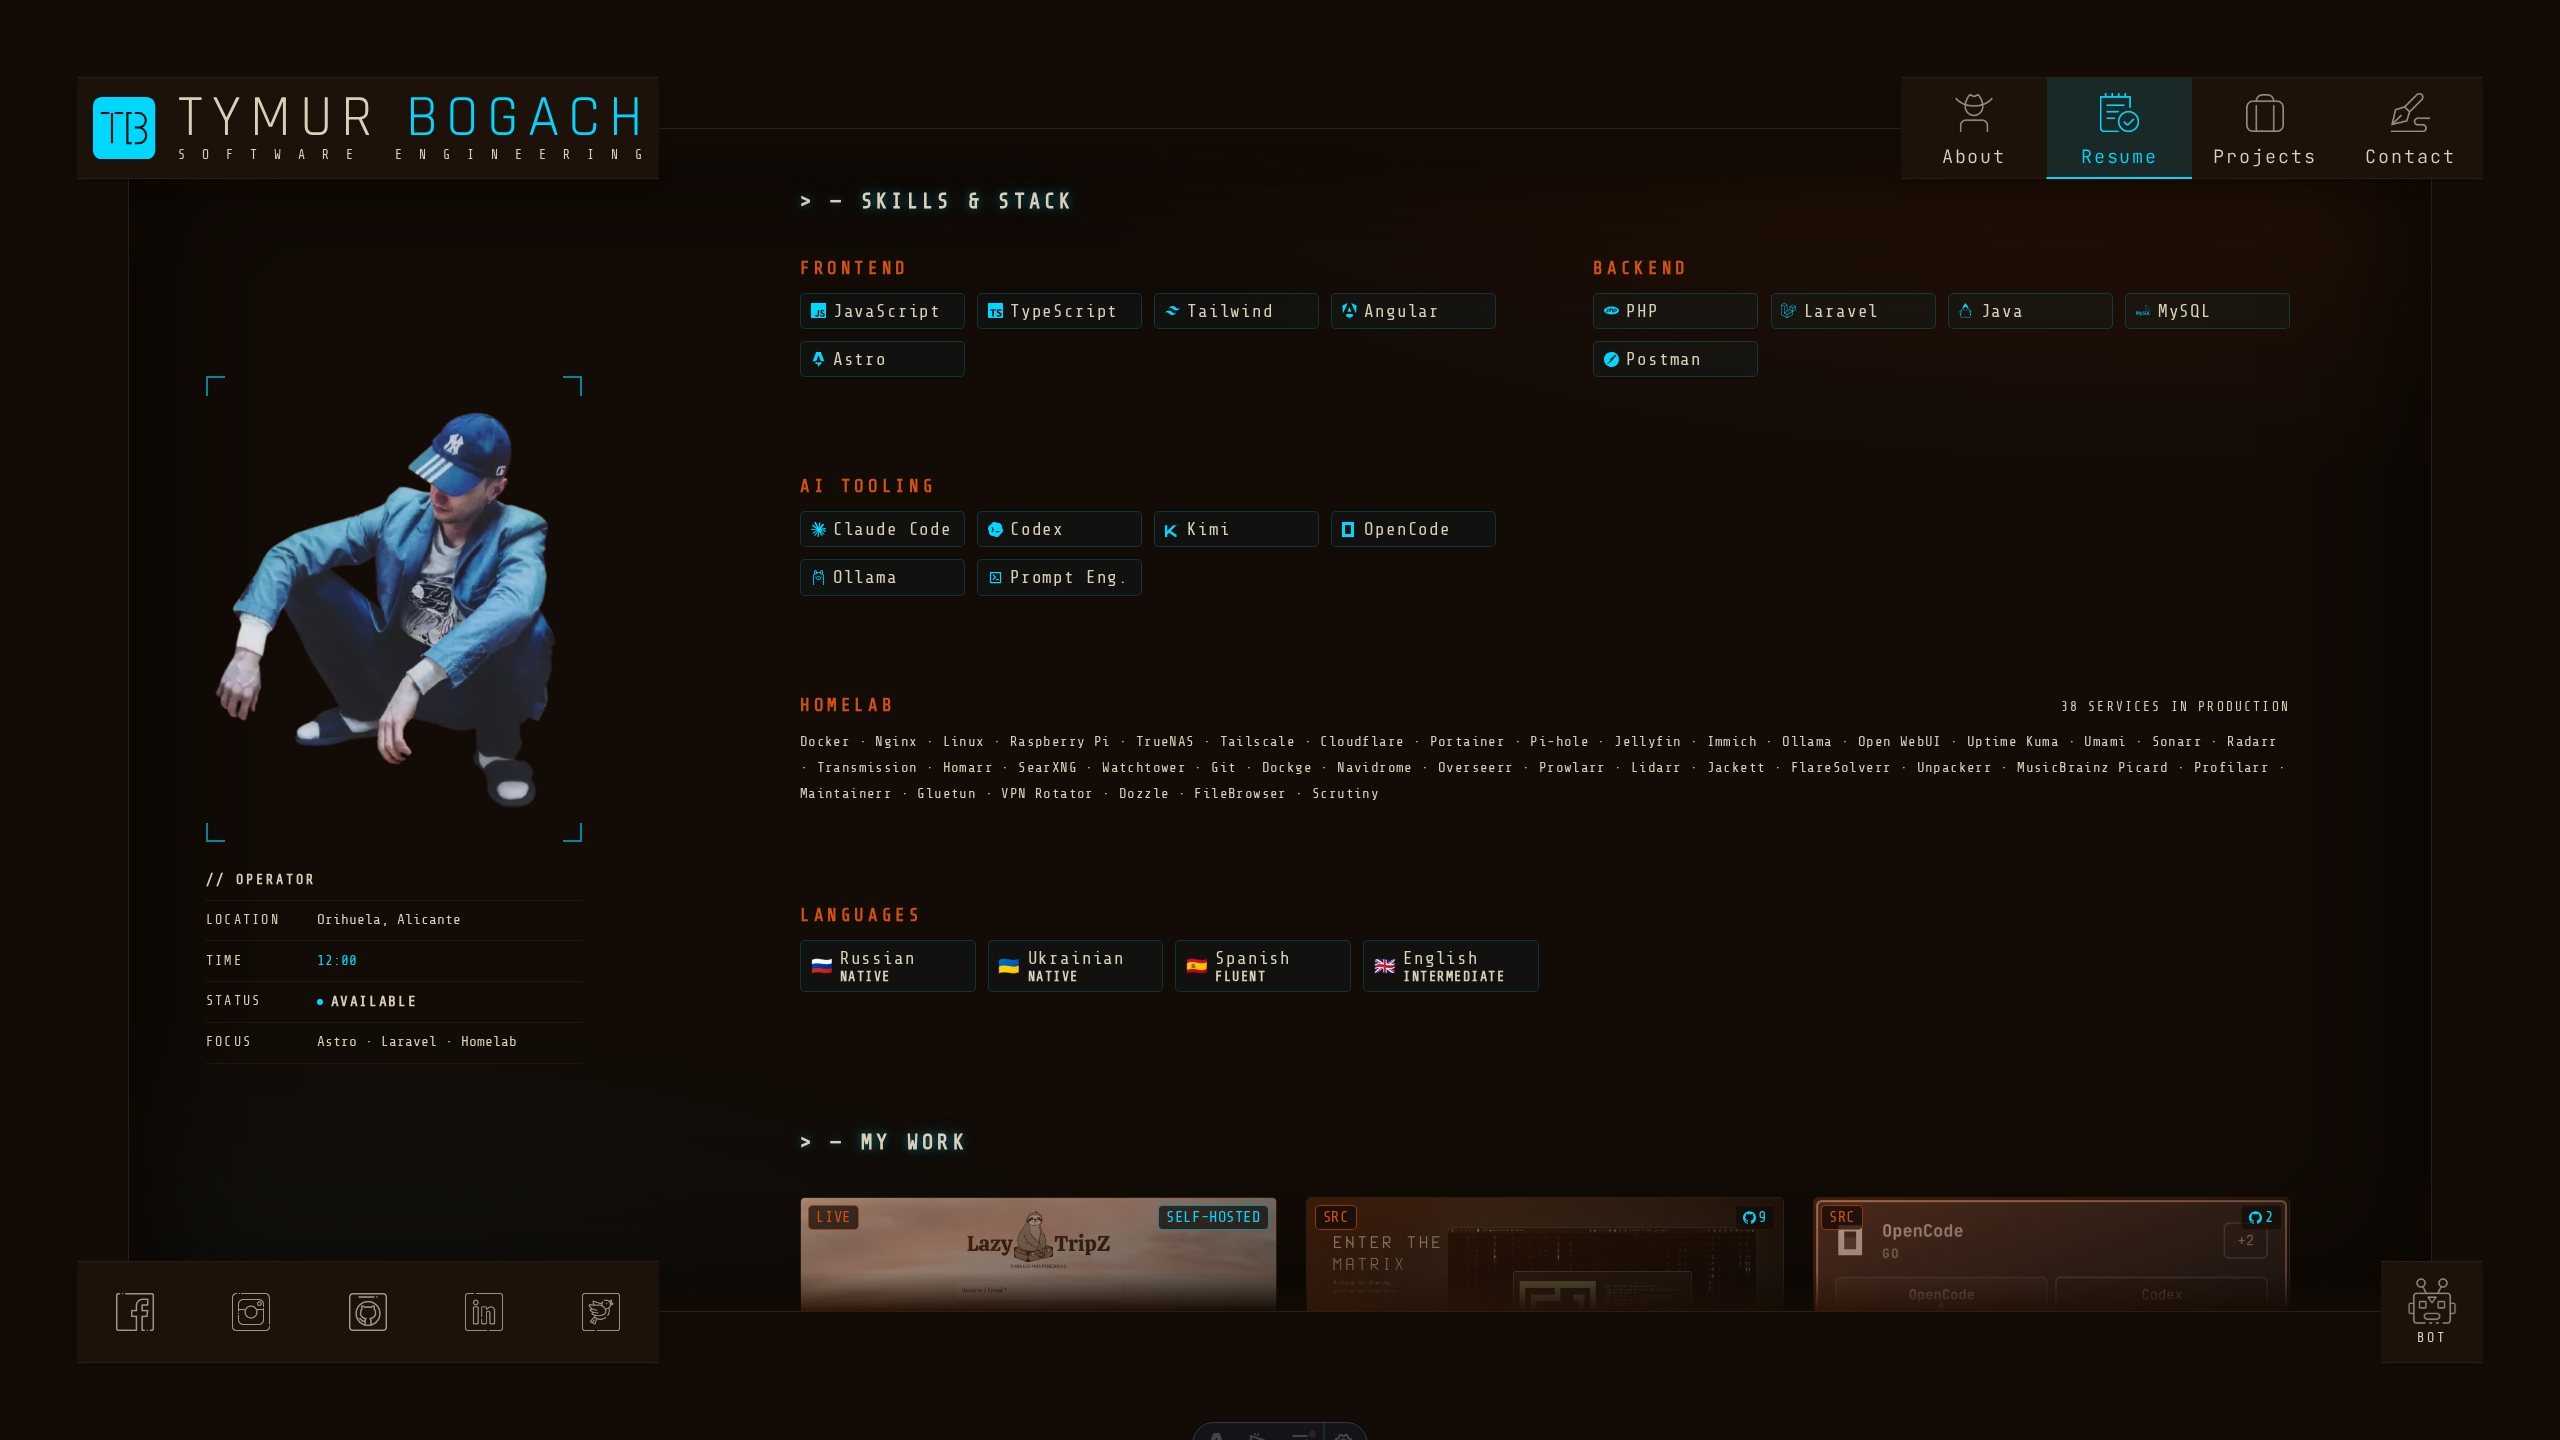 TYMUR BOGACH
SOFTWARE ENGINEERING
About
Resume
Projects
Contact
> — SKILLS & STACK
FRONTEND
JavaScript
TypeScript
Tailwind
Angular
Astro
BACKEND
PHP
Laravel
Java
MySQL
Postman
AI TOOLING
Claude Code
Codex
Kimi
OpenCode
Ollama
Prompt Eng.
HOMELAB
38 SERVICES IN PRODUCTION
Docker · Nginx · Linux · Raspberry Pi · TrueNAS · Tailscale · Cloudflare · Portainer · Pi-hole · Jellyfin · Immich · Ollama · Open WebUI · Uptime Kuma · Umami · Sonarr · Radarr
· Transmission · Homarr · SearXNG · Watchtower · Git · Dockge · Navidrome · Overseerr · Prowlarr · Lidarr · Jackett · FlareSolverr · Unpackerr · MusicBrainz Picard · Profilarr ·
Maintainerr · Gluetun · VPN Rotator · Dozzle · FileBrowser · Scrutiny
// OPERATOR
LOCATION Orihuela, Alicante
TIME 12:00
STATUS AVAILABLE
FOCUS Astro · Laravel · Homelab
LANGUAGES
Russian
NATIVE
Ukrainian
NATIVE
Spanish
FLUENT
English
INTERMEDIATE
> — MY WORK
LIVE
SELF-HOSTED
Lazy TripZ
SRC
9
ENTER THE
MATRIX
SRC
2
OpenCode
GO
+2
OpenCode
Codex
BOT